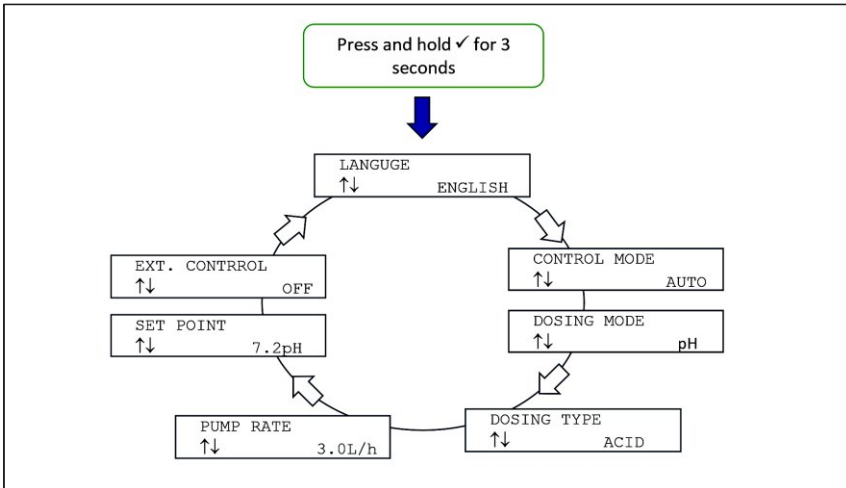 Press and hold ✓ for 3
seconds
LANGUGE
↑↓ ENGLISH
CONTROL MODE
↑↓ AUTO
DOSING MODE
↑↓ pH
DOSING TYPE
↑↓ ACID
PUMP RATE
↑↓ 3.0L/h
SET POINT
↑↓ 7.2pH
EXT. CONTRROL
↑↓ OFF